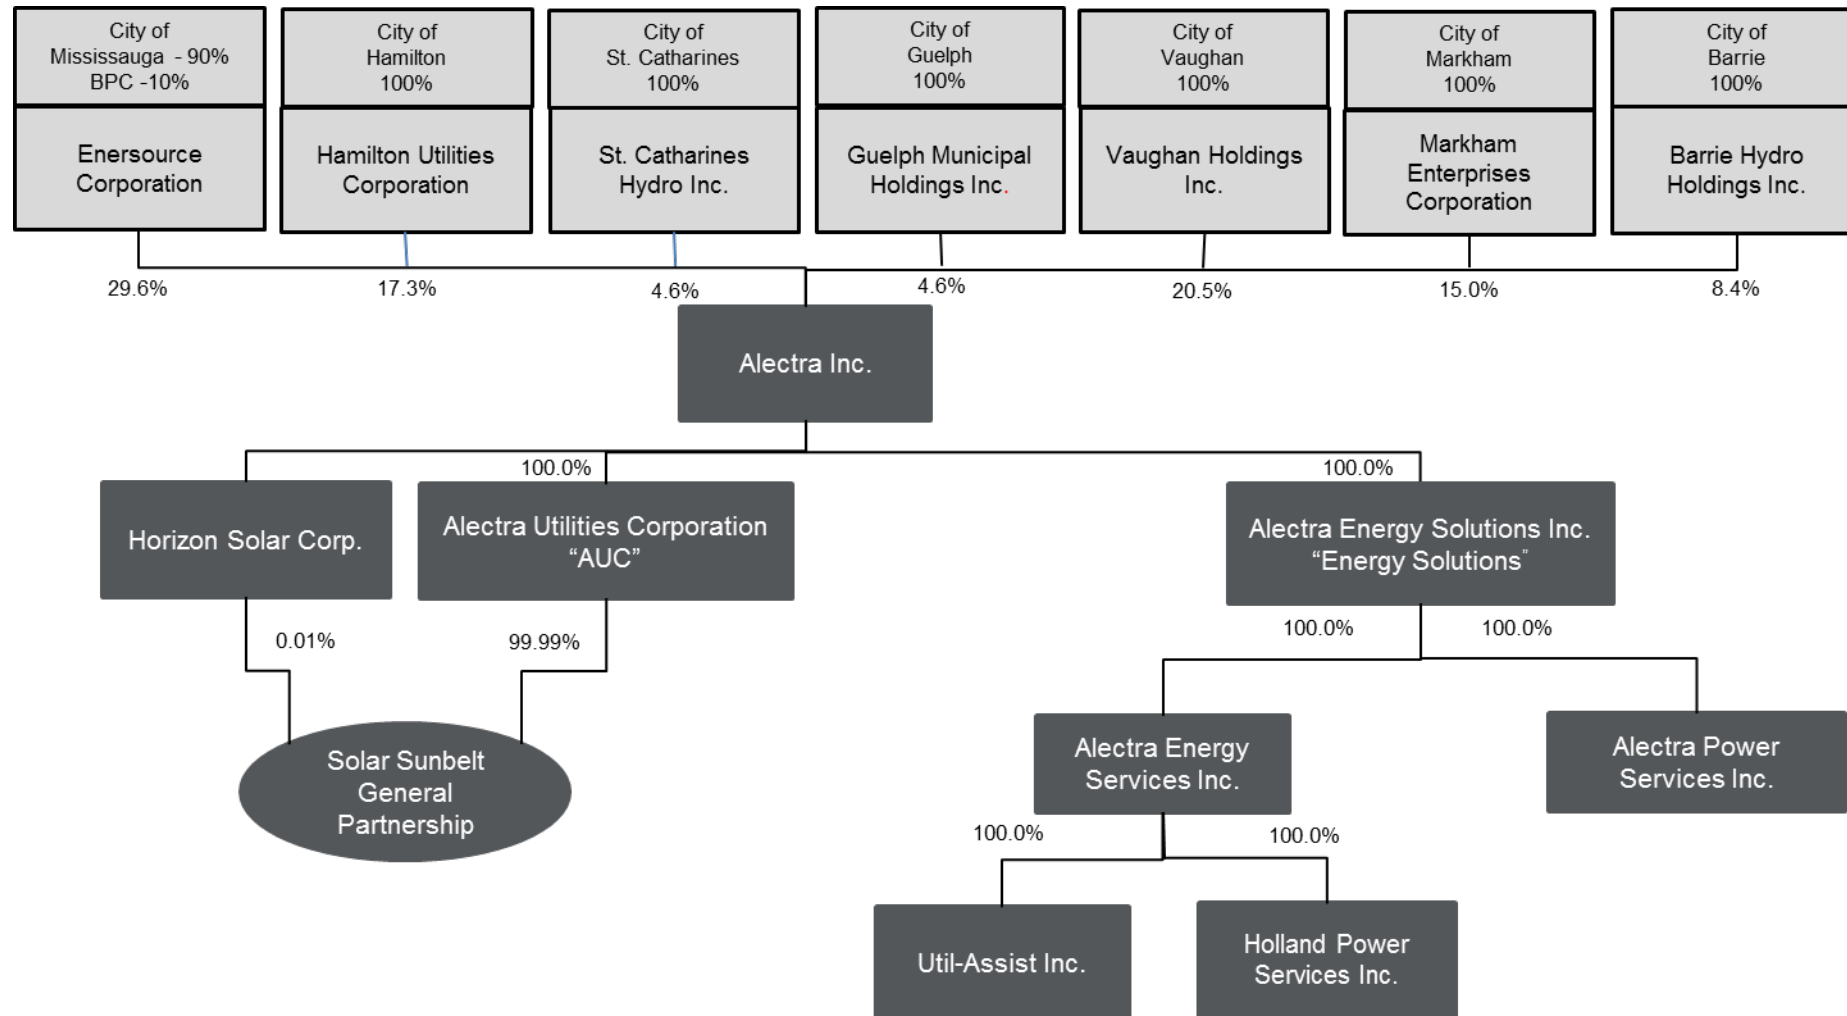 City of
Mississauga - 90%
BPC -10%
Enersource
Corporation
City of
Hamilton
100%
Hamilton Utilities
Corporation
City of
St. Catharines
100%
St. Catharines
Hydro Inc.
City of
Guelph
100%
Guelph Municipal
Holdings Inc.
City of
Vaughan
100%
Vaughan Holdings
Inc.
City of
Markham
100%
Markham
Enterprises
Corporation
City of
Barrie
100%
Barrie Hydro
Holdings Inc.
29.6%
17.3%
4.6%
4.6%
20.5%
15.0%
8.4%
Alectra Inc.
100.0%
100.0%
Horizon Solar Corp.
Alectra Utilities Corporation
“AUC”
Alectra Energy Solutions Inc.
“Energy Solutions”
0.01%
99.99%
100.0%
100.0%
Solar Sunbelt
General
Partnership
Alectra Energy
Services Inc.
Alectra Power
Services Inc.
100.0%
100.0%
Util-Assist Inc.
Holland Power
Services Inc.